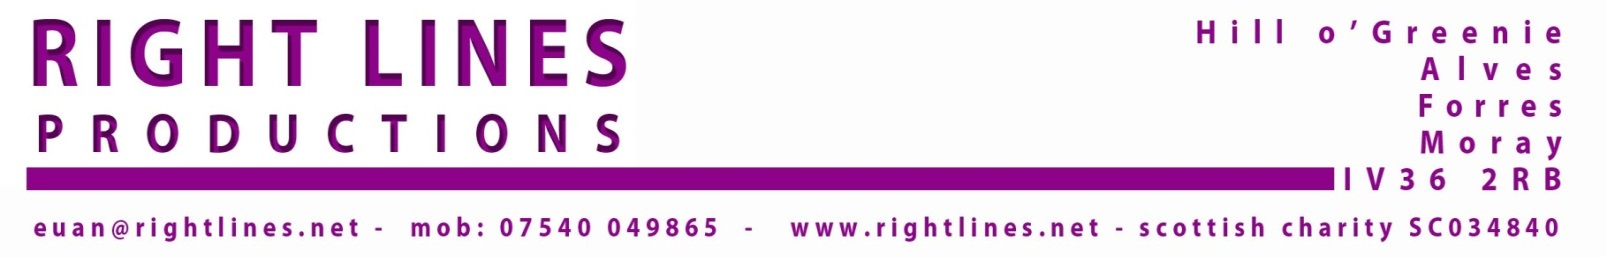 RIGHT LINES
PRODUCTIONS
Hill o’Greenie
Alves
Forres
Moray
IV36 2RB
euan@rightlines.net - mob: 07540 049865 - www.rightlines.net - scottish charity SC034840